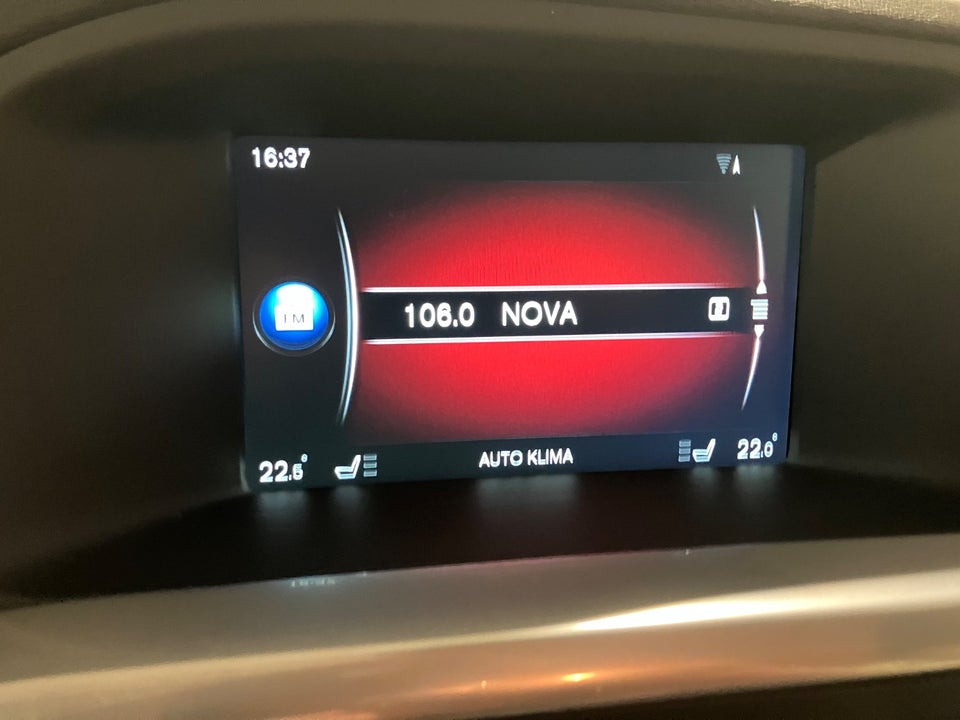 16:37
FM
106.0 NOVA
22.5° AUTO KLIMA 22.0°